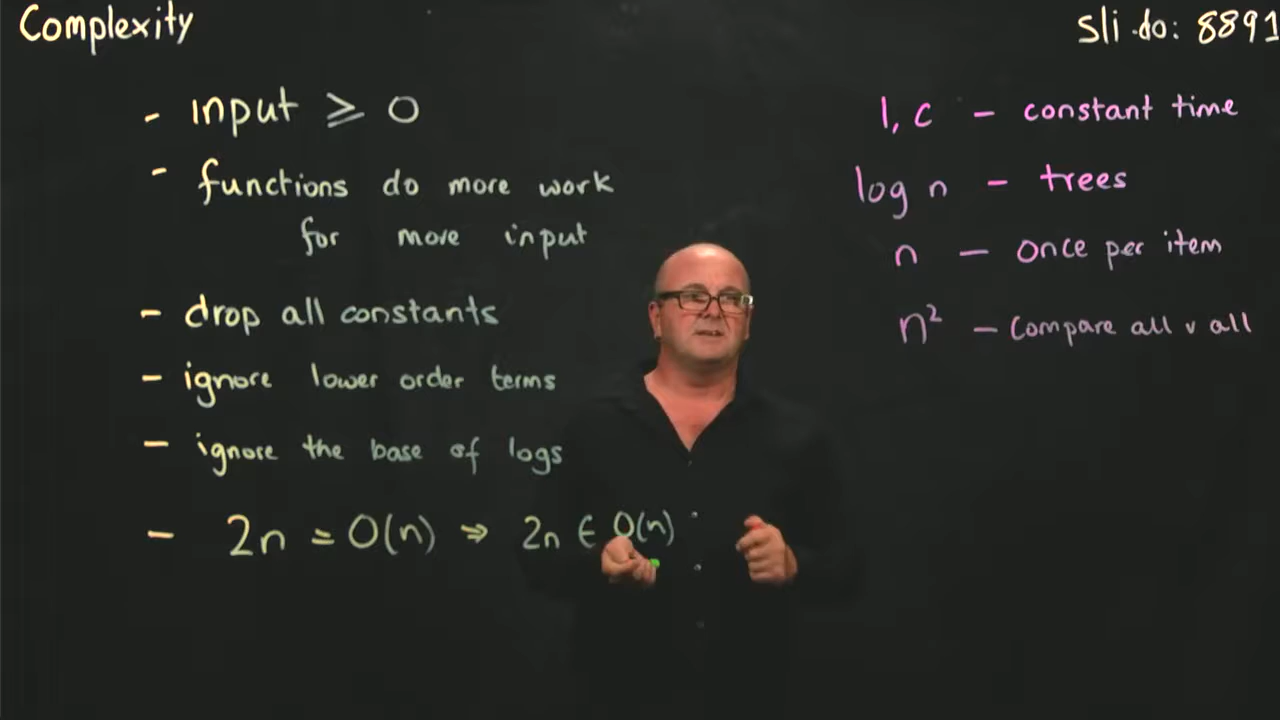 Complexity
Sli.do: 8891
- input ≥ 0
- functions do more work
for more input
- drop all constants
- ignore lower order terms
- ignore the base of logs
- 2n = O(n) ⇒ 2n ∈ O(n)
1, c - constant time
log n - trees
n - once per item
n² - compare all v all